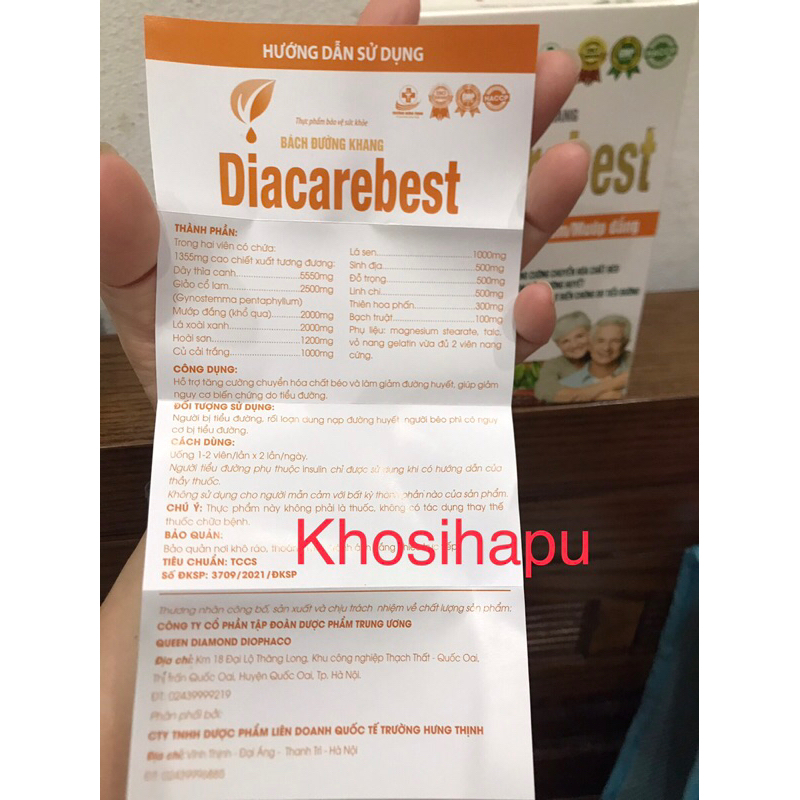 HƯỚNG DẪN SỬ DỤNG
Thực phẩm bảo vệ sức khỏe
HACCP
BÁCH ĐƯỜNG KHANG
Diacarebest
THÀNH PHẦN:
Trong hai viên có chứa:
1355mg cao chiết xuất tương đương:
Dây thìa canh 5550mg
Giảo cổ lam 2500mg
(Gynostemma pentaphyllum)
Mướp đắng (khổ qua) 2000mg
Lá xoài xanh 2000mg
Hoài sơn 1200mg
Củ cải trắng 1000mg
Lá sen 1000mg
Sinh địa 500mg
Đỗ trọng 500mg
Linh chi 500mg
Thiên hoa phấn 300mg
Bạch truật 100mg
Phụ liệu: magnesium stearate, talc,
vỏ nang gelatin vừa đủ 2 viên nang
cứng.
CÔNG DỤNG:
Hỗ trợ tăng cường chuyển hóa chất béo và làm giảm đường huyết, giúp giảm
nguy cơ biến chứng do tiểu đường.
ĐỐI TƯỢNG SỬ DỤNG:
Người bị tiểu đường, rối loạn dung nạp đường huyết, người béo phì có nguy
cơ bị tiểu đường.
CÁCH DÙNG:
Uống 1-2 viên/lần x 2 lần/ngày.
Người tiểu đường phụ thuộc insulin chỉ được sử dụng khi có hướng dẫn của
thầy thuốc.
Không sử dụng cho người mẫn cảm với bất kỳ thành phần nào của sản phẩm.
CHÚ Ý: Thực phẩm này không phải là thuốc, không có tác dụng thay thế
thuốc chữa bệnh.
BẢO QUẢN:
Bảo quản nơi khô ráo,
Khosihapu
TIÊU CHUẨN: TCCS
Số ĐKSP: 3709/2021/ĐKSP
Thương nhân công bố, sản xuất và chịu trách nhiệm về chất lượng sản phẩm:
CÔNG TY CỔ PHẦN TẬP ĐOÀN DƯỢC PHẨM TRUNG ƯƠNG
QUEEN DIAMOND DIOPHACO
Địa chỉ: Km 18 Đại Lộ Thăng Long, Khu công nghiệp Thạch Thất - Quốc Oai,
Thị trấn Quốc Oai, Huyện Quốc Oai, Tp. Hà Nội.
ĐT: 02439999219
Phân phối bởi:
CTY TNHH DƯỢC PHẨM LIÊN DOANH QUỐC TẾ TRƯỜNG HƯNG THỊNH
Địa chỉ: Vĩnh Thịnh - Đại Áng - Thanh Trì - Hà Nội
ĐT: 02439996885
ebest
/Mướp đắng